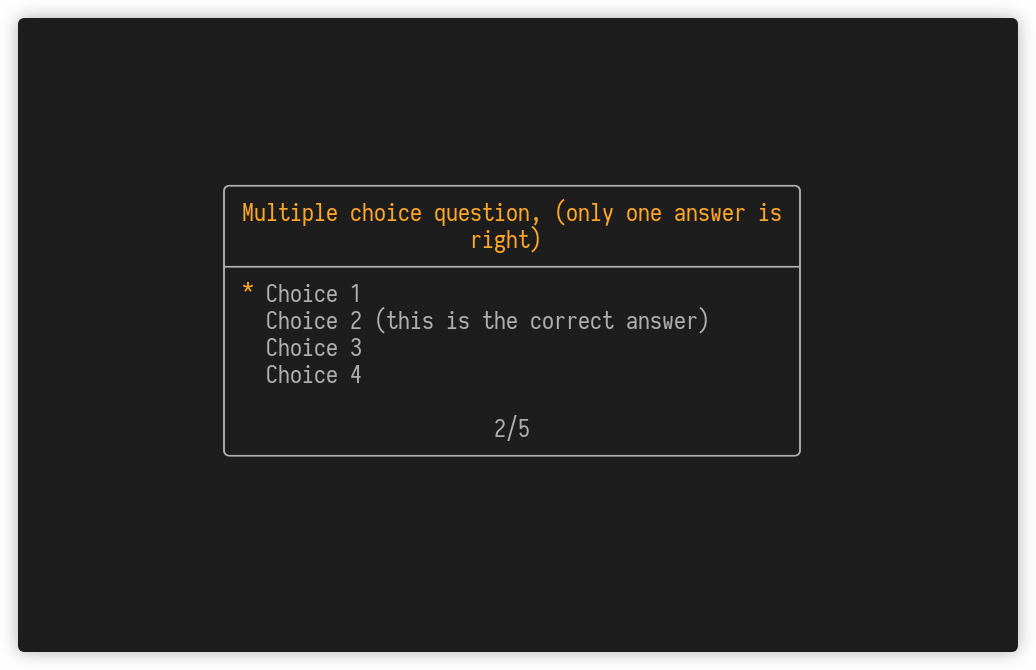 Multiple choice question, (only one answer is
right)
* Choice 1
Choice 2 (this is the correct answer)
Choice 3
Choice 4
2/5